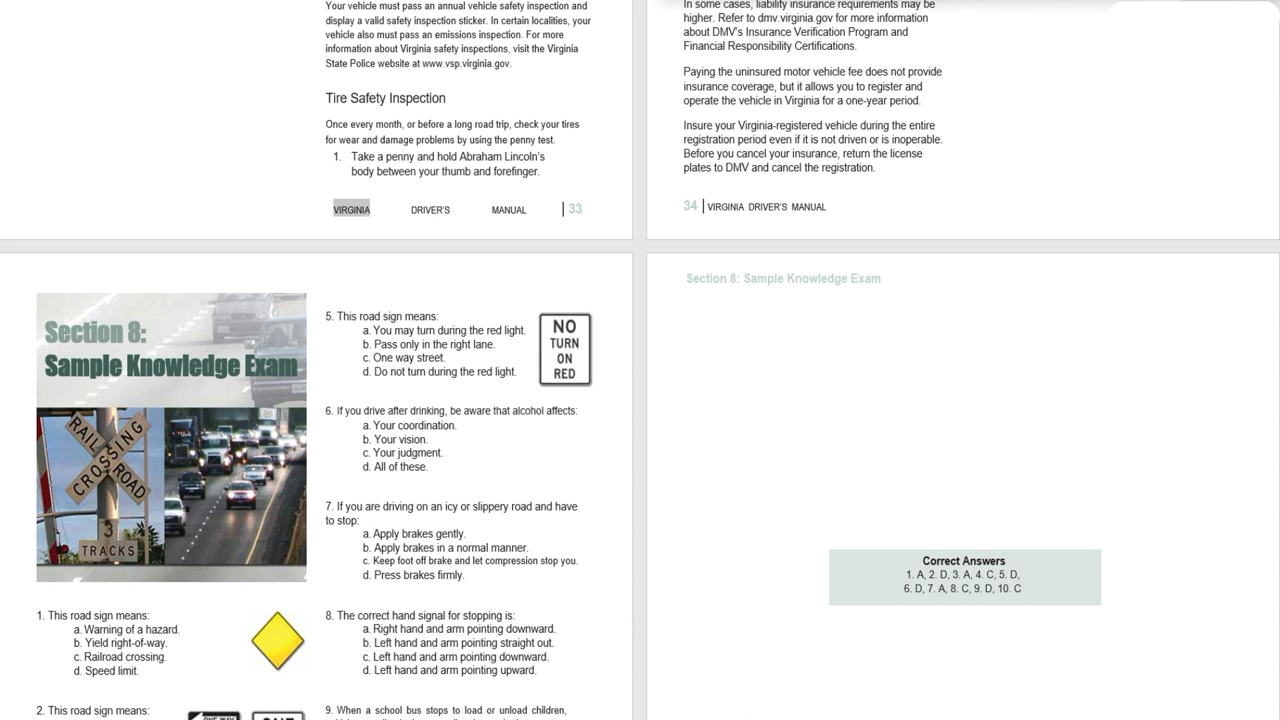 Your vehicle must pass an annual vehicle safety inspection and
display a valid safety inspection sticker. In certain localities, your
vehicle also must pass an emissions inspection. For more
information about Virginia safety inspections, visit the Virginia
State Police website at www.vsp.virginia.gov.
Tire Safety Inspection
Once every month, or before a long road trip, check your tires
for wear and damage problems by using the penny test.
1. Take a penny and hold Abraham Lincoln's
body between your thumb and forefinger.
VIRGINIA DRIVER'S MANUAL | 33
In some cases, liability insurance requirements may be
higher. Refer to dmv.virginia.gov for more information
about DMV's Insurance Verification Program and
Financial Responsibility Certifications.
Paying the uninsured motor vehicle fee does not provide
insurance coverage, but it allows you to register and
operate the vehicle in Virginia for a one-year period.
Insure your Virginia-registered vehicle during the entire
registration period even if it is not driven or is inoperable.
Before you cancel your insurance, return the license
plates to DMV and cancel the registration.
34 | VIRGINIA DRIVER'S MANUAL
Section 8:
Sample Knowledge Exam
RAIL ROAD
CROSSING
3
TRACKS
1. This road sign means:
a. Warning of a hazard.
b. Yield right-of-way.
c. Railroad crossing.
d. Speed limit.
2. This road sign means:
ONE WAY
ONE
5. This road sign means:
a. You may turn during the red light.
b. Pass only in the right lane.
c. One way street.
d. Do not turn during the red light.
NO
TURN
ON
RED
6. If you drive after drinking, be aware that alcohol affects:
a. Your coordination.
b. Your vision.
c. Your judgment.
d. All of these.
7. If you are driving on an icy or slippery road and have
to stop:
a. Apply brakes gently.
b. Apply brakes in a normal manner.
c. Keep foot off brake and let compression stop you.
d. Press brakes firmly.
8. The correct hand signal for stopping is:
a. Right hand and arm pointing downward.
b. Left hand and arm pointing straight out.
c. Left hand and arm pointing downward.
d. Left hand and arm pointing upward.
9. When a school bus stops to load or unload children,
Section 8: Sample Knowledge Exam
Correct Answers
1. A, 2. D, 3. A, 4. C, 5. D,
6. D, 7. A, 8. C, 9. D, 10. C